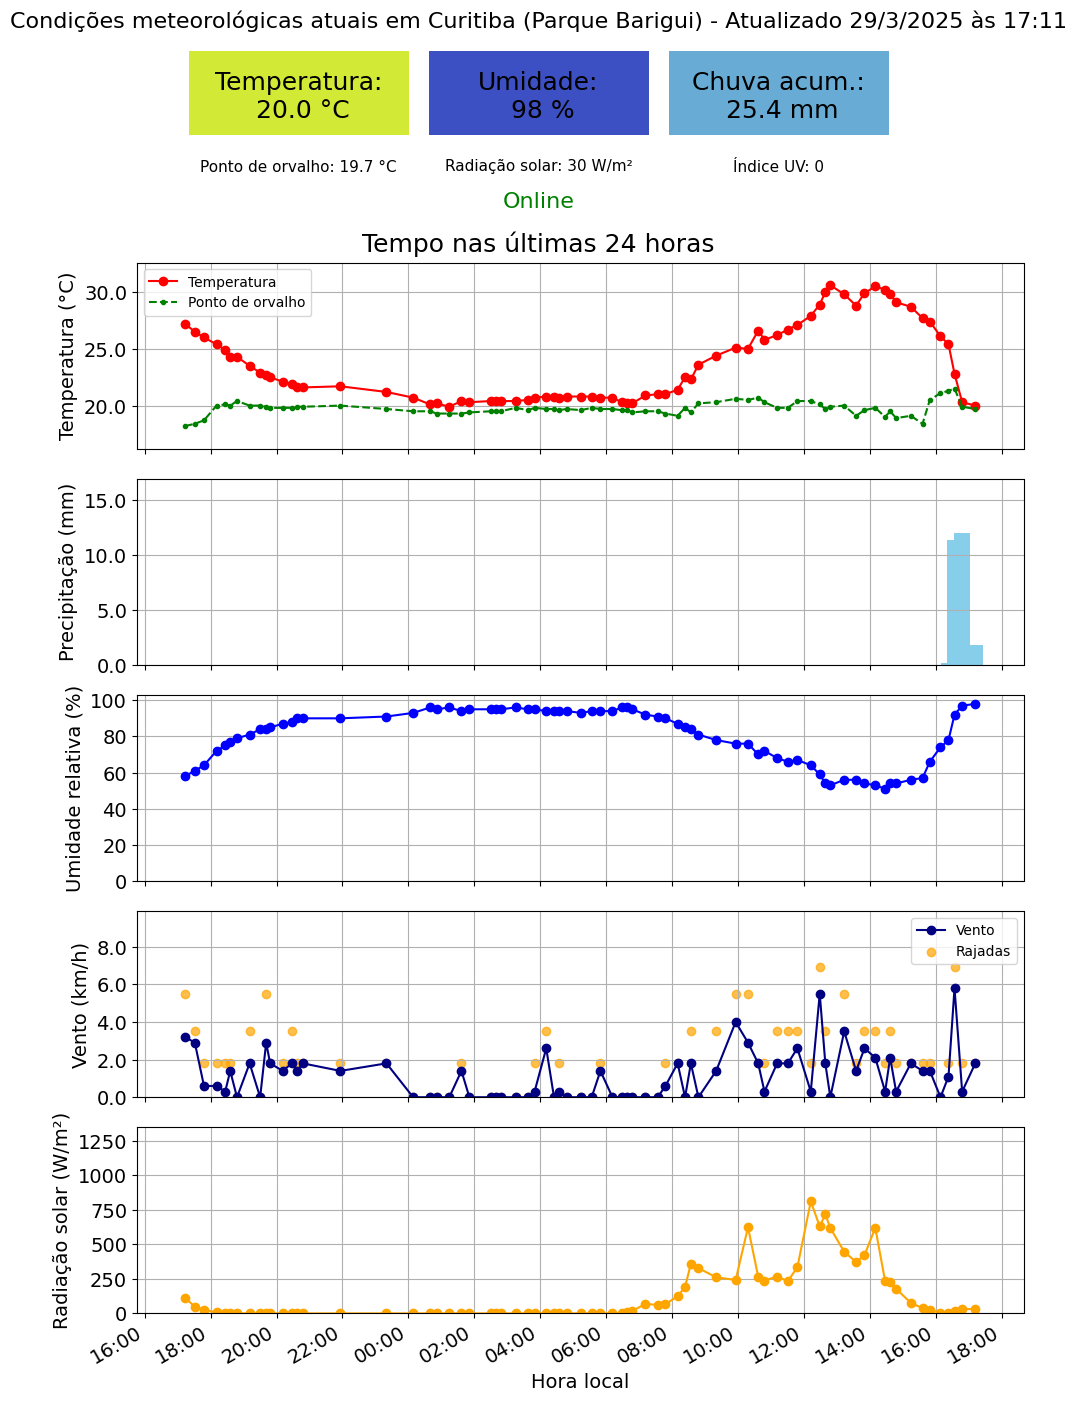 Condições meteorológicas atuais em Curitiba (Parque Barigui) - Atualizado 29/3/2025 às 17:11
Temperatura:
20.0 °C
Umidade:
98 %
Chuva acum.:
25.4 mm
Ponto de orvalho: 19.7 °C
Radiação solar: 30 W/m²
Índice UV: 0
Online
Tempo nas últimas 24 horas
Temperatura (°C)
30.0
25.0
20.0
Temperatura
Ponto de orvalho
Precipitação (mm)
15.0
10.0
5.0
0.0
Umidade relativa (%)
100
80
60
40
20
0
Vento (km/h)
8.0
6.0
4.0
2.0
0.0
Vento
Rajadas
Radiação solar (W/m²)
1250
1000
750
500
250
0
16:00
18:00
20:00
22:00
00:00
02:00
04:00
06:00
08:00
10:00
12:00
14:00
16:00
18:00
Hora local